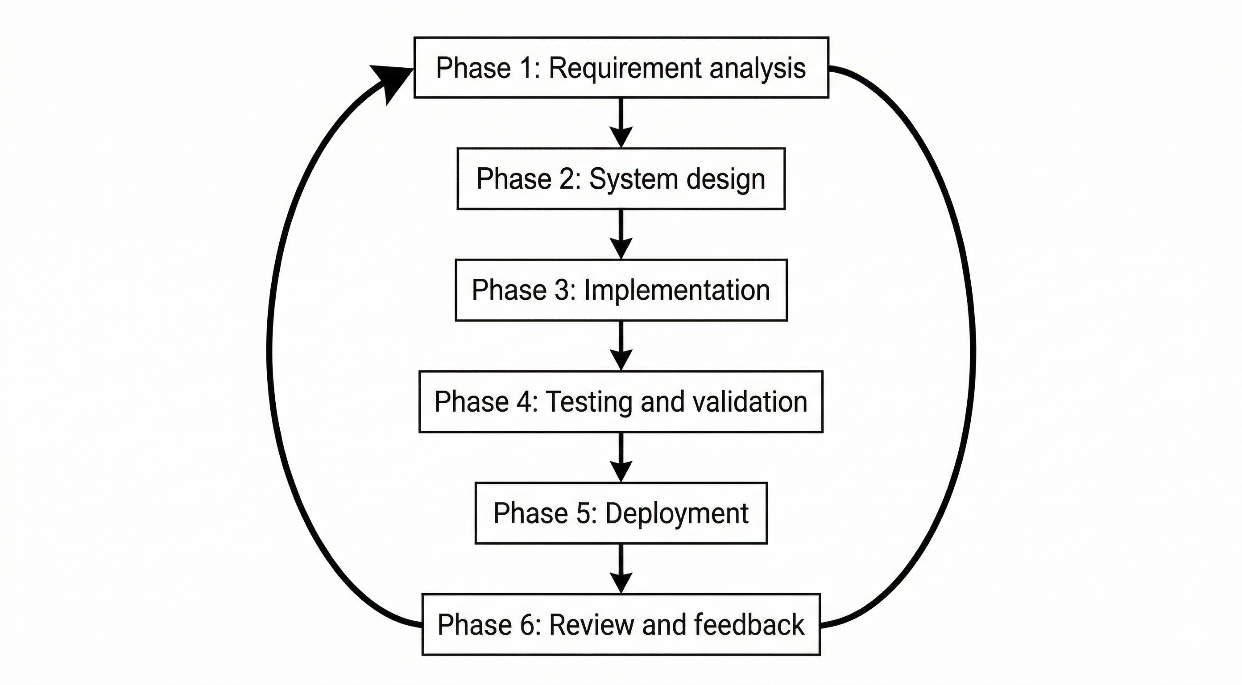 Phase 1: Requirement analysis
Phase 2: System design
Phase 3: Implementation
Phase 4: Testing and validation
Phase 5: Deployment
Phase 6: Review and feedback